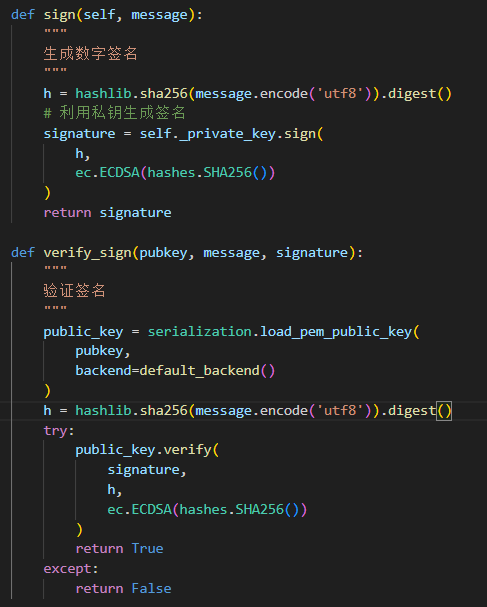 def sign(self, message):
    """
    生成数字签名
    """
    h = hashlib.sha256(message.encode('utf8')).digest()
    # 利用私钥生成签名
    signature = self._private_key.sign(
        h,
        ec.ECDSA(hashes.SHA256())
    )
    return signature

def verify_sign(pubkey, message, signature):
    """
    验证签名
    """
    public_key = serialization.load_pem_public_key(
        pubkey,
        backend=default_backend()
    )
    h = hashlib.sha256(message.encode('utf8')).digest()
    try:
        public_key.verify(
            signature,
            h,
            ec.ECDSA(hashes.SHA256())
        )
        return True
    except:
        return False